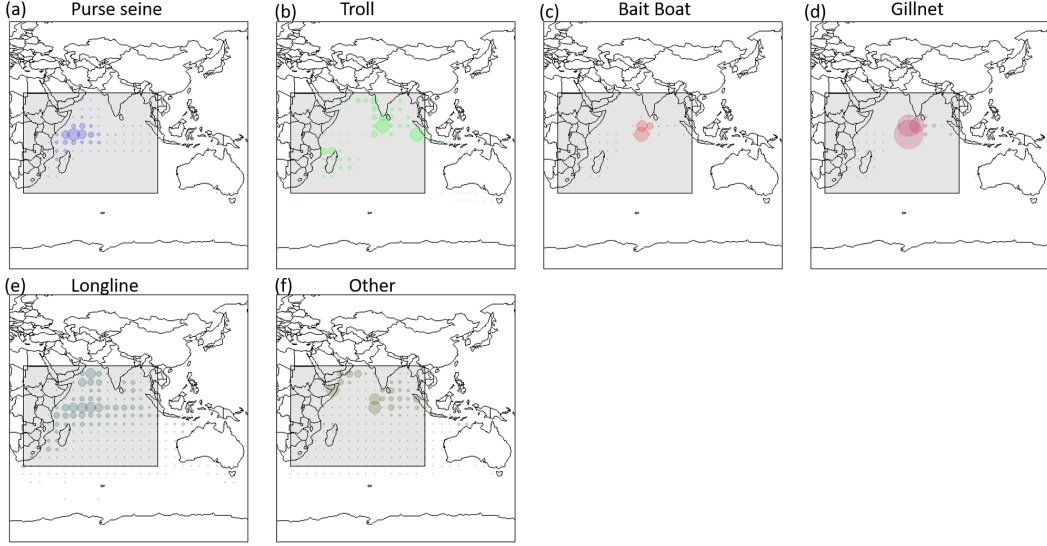 (a) Purse seine
(b) Troll
(c) Bait Boat
(d) Gillnet
(e) Longline
(f) Other